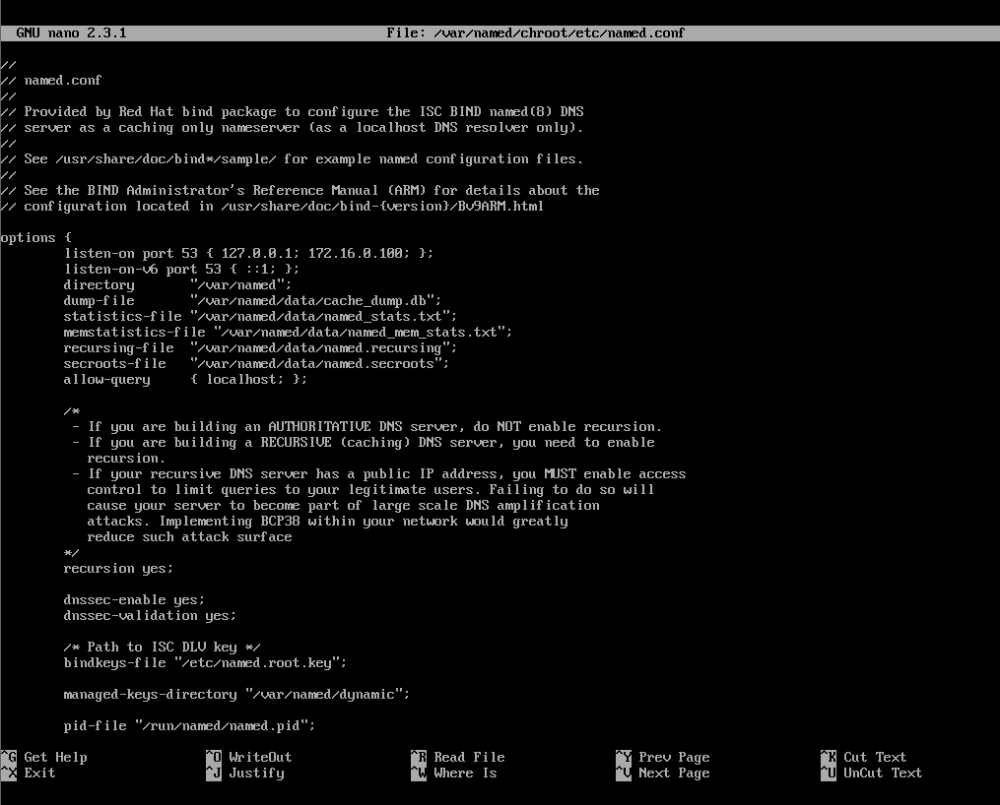 GNU nano 2.3.1 File: /var/named/chroot/etc/named.conf
//
// named.conf
//
// Provided by Red Hat bind package to configure the ISC BIND named(8) DNS
// server as a caching only nameserver (as a localhost DNS resolver only).
//
// See /usr/share/doc/bind*/sample/ for example named configuration files.
//
// See the BIND Administrator's Reference Manual (ARM) for details about the
// configuration located in /usr/share/doc/bind-{version}/Bv9ARM.html
options {
listen-on port 53 { 127.0.0.1; 172.16.0.100; };
listen-on-v6 port 53 { ::1; };
directory "/var/named";
dump-file "/var/named/data/cache_dump.db";
statistics-file "/var/named/data/named_stats.txt";
memstatistics-file "/var/named/data/named_mem_stats.txt";
recursing-file "/var/named/data/named.recursing";
secroots-file "/var/named/data/named.secroots";
allow-query { localhost; };
/*
- If you are building an AUTHORITATIVE DNS server, do NOT enable recursion.
- If you are building a RECURSIVE (caching) DNS server, you need to enable
recursion.
- If your recursive DNS server has a public IP address, you MUST enable access
control to limit queries to your legitimate users. Failing to do so will
cause your server to become part of large scale DNS amplification
attacks. Implementing BCP38 within your network would greatly
reduce such attack surface
*/
recursion yes;
dnssec-enable yes;
dnssec-validation yes;
/* Path to ISC DLV key */
bindkeys-file "/etc/named.root.key";
managed-keys-directory "/var/named/dynamic";
pid-file "/run/named/named.pid";
^G Get Help ^O WriteOut ^R Read File ^Y Prev Page ^K Cut Text
^X Exit ^J Justify ^W Where Is ^V Next Page ^U UnCut Text